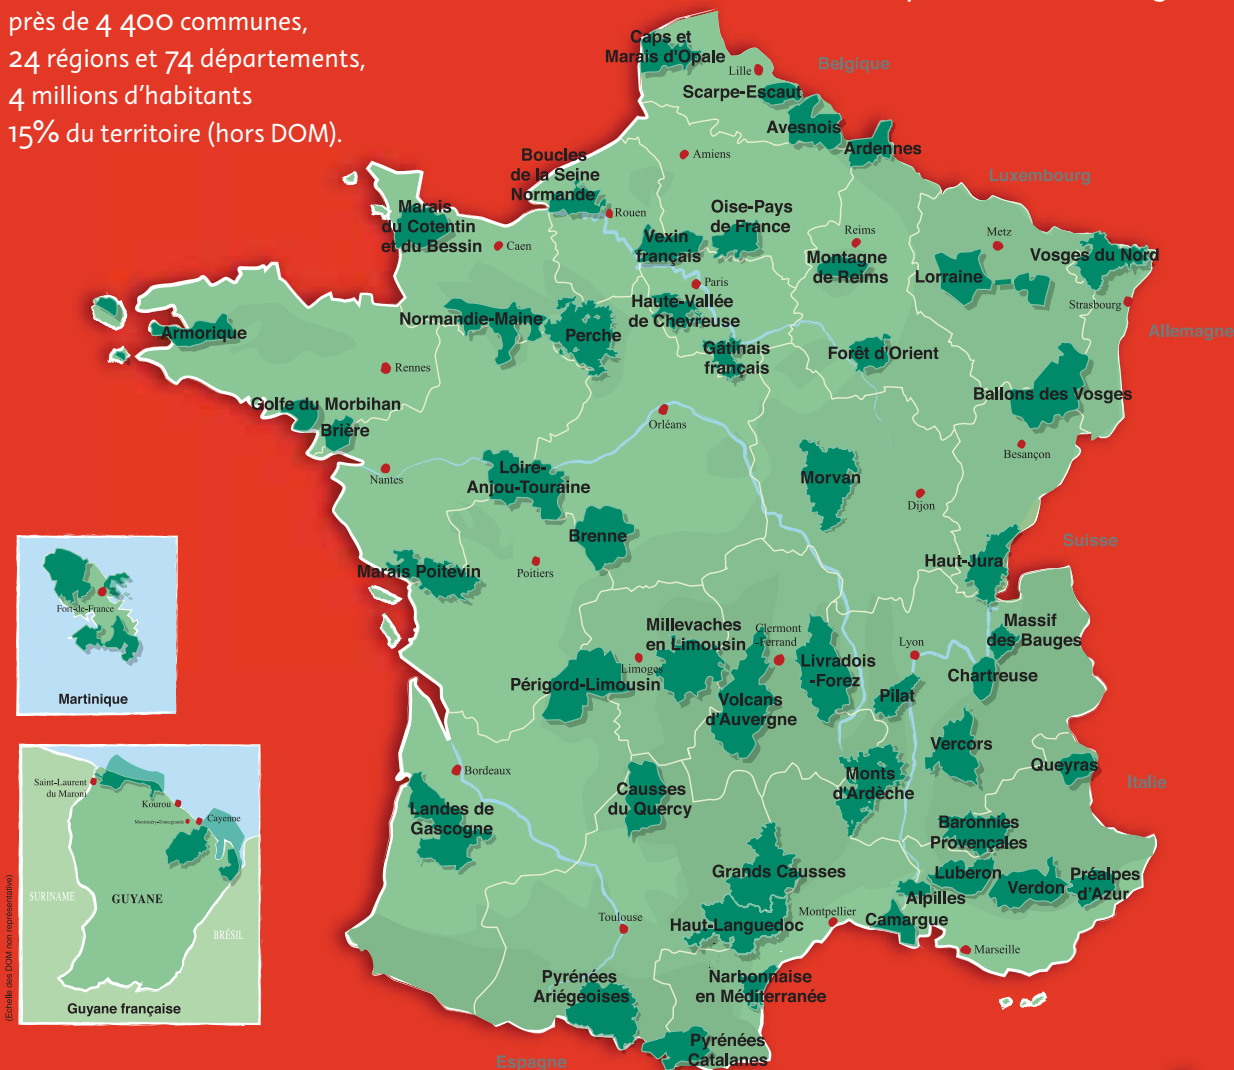 près de 4 400 communes,
24 régions et 74 départements,
4 millions d'habitants
15% du territoire (hors DOM).
Caps et
Marais d'Opale
Lille
Belgique
Scarpe-Escaut
Avesnois
Ardennes
Amiens
Boucles
de la Seine
Normande
Luxembourg
Rouen
Oise-Pays
de France
Marais
du Cotentin
et du Bessin
Caen
Vexin
français
Reims
Montagne
de Reims
Metz
Lorraine
Vosges du Nord
Strasbourg
Allemagne
Paris
Haute-Vallée
de Chevreuse
Armorique
Normandie-Maine
Perche
Gâtinais
français
Forêt d'Orient
Rennes
Ballons des Vosges
Golfe du Morbihan
Brière
Orléans
Besançon
Nantes
Loire-
Anjou-Touraine
Morvan
Dijon
Brenne
Suisse
Haut-Jura
Marais Poitevin
Poitiers
Fort-de-France
Martinique
Millevaches
en Limousin
Clermont
-Ferrand
Lyon
Massif
des Bauges
Limoges
Périgord-Limousin
Livradois
-Forez
Chartreuse
Volcans
d'Auvergne
Pilat
Vercors
Queyras
Italie
Bordeaux
Causses
du Quercy
Monts
d'Ardèche
Landes de
Gascogne
Baronnies
Provençales
Grands Causses
Luberon
Verdon
Préalpes
d'Azur
Alpilles
Camargue
Toulouse
Haut-Languedoc
Montpellier
Marseille
Pyrénées
Ariégeoises
Narbonnaise
en Méditerranée
Pyrénées
Catalanes
Espagne
Saint-Laurent
du Maroni
Kourou
Cayenne
SURINAME
GUYANE
BRÉSIL
Guyane française
(Echelle des DOM non représentative)